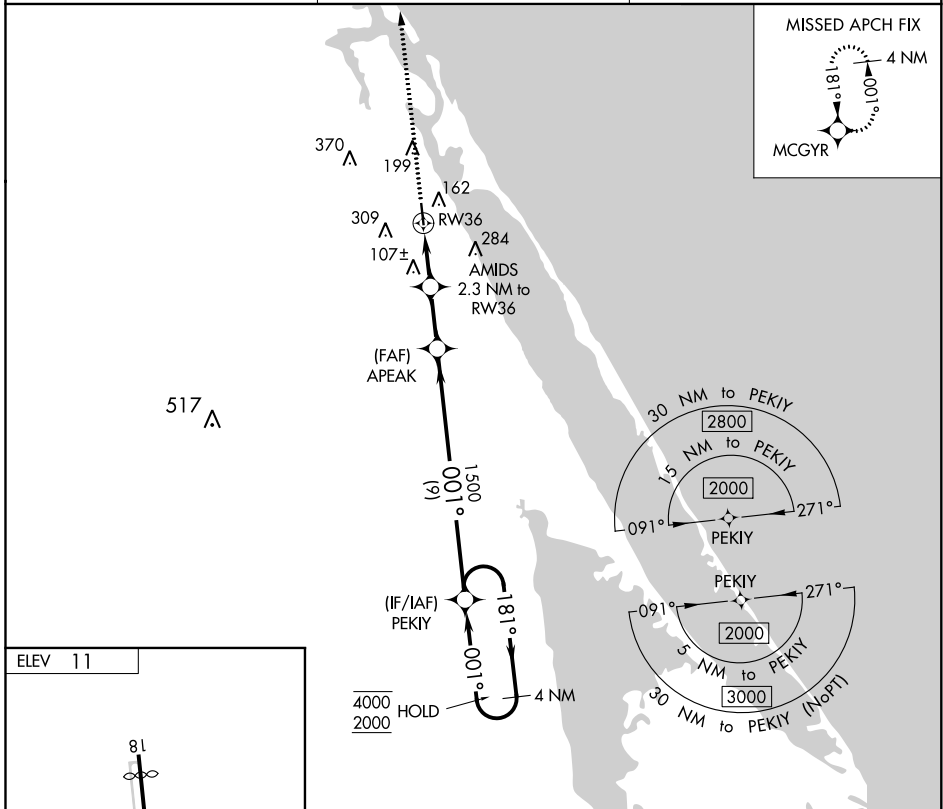 MISSED APCH FIX
4 NM
181°
001°
MCGYR
370
199
162
309
RW36
284
107±
AMIDS
2.3 NM to
RW36
(FAF)
APEAK
517
30 NM to PEKIY
2800
15 NM to PEKIY
2000
091°
271°
PEKIY
1500
001°
(9)
(IF/IAF)
PEKIY
181°
001°
4000
2000
HOLD
4 NM
PEKIY
091°
271°
2000
5 NM to PEKIY
3000
30 NM to PEKIY (NoPT)
ELEV 11
18